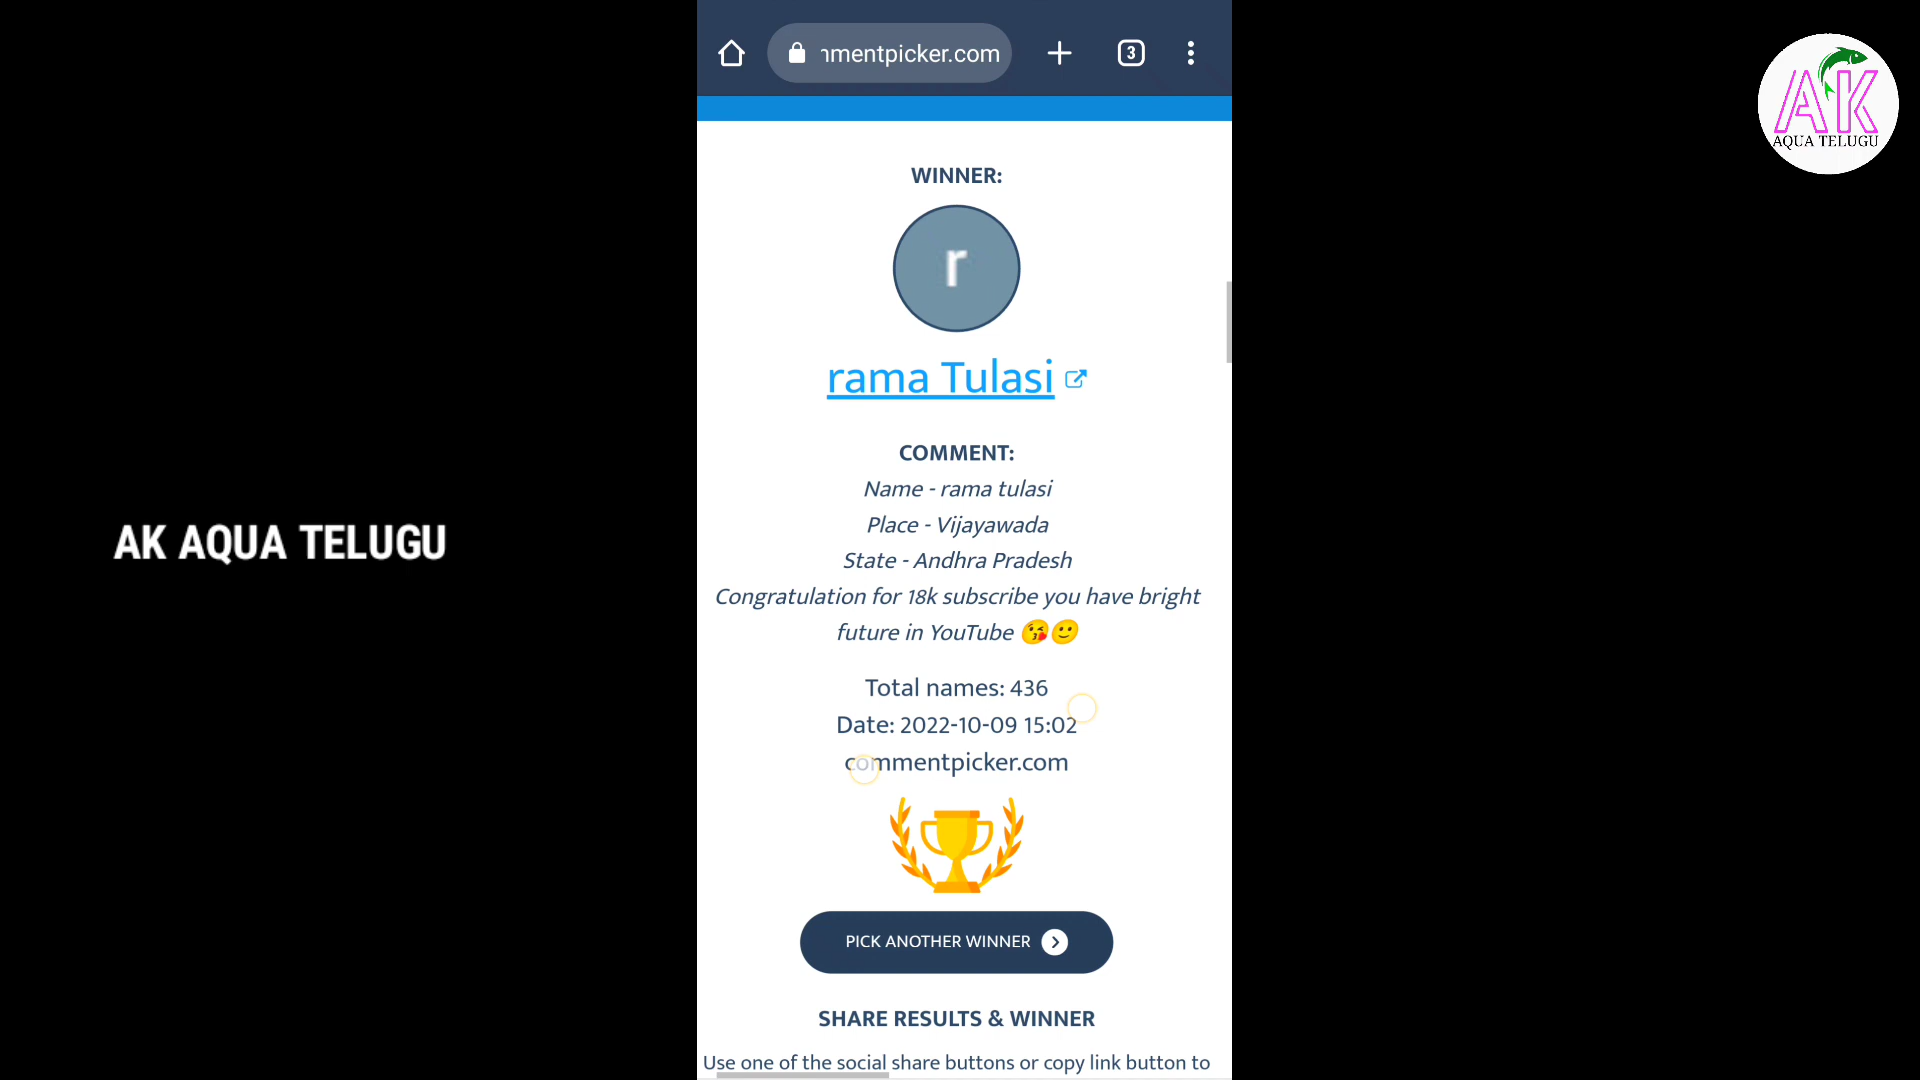 nmentpicker.com
3
AK
AQUA TELUGU
WINNER:
r
rama Tulasi
COMMENT:
Name - rama tulasi
Place - Vijayawada
State - Andhra Pradesh
Congratulation for 18k subscribe you have bright
future in YouTube 😘🙂
AK AQUA TELUGU
Total names: 436
Date: 2022-10-09 15:02
commentpicker.com
PICK ANOTHER WINNER
SHARE RESULTS & WINNER
Use one of the social share buttons or copy link button to